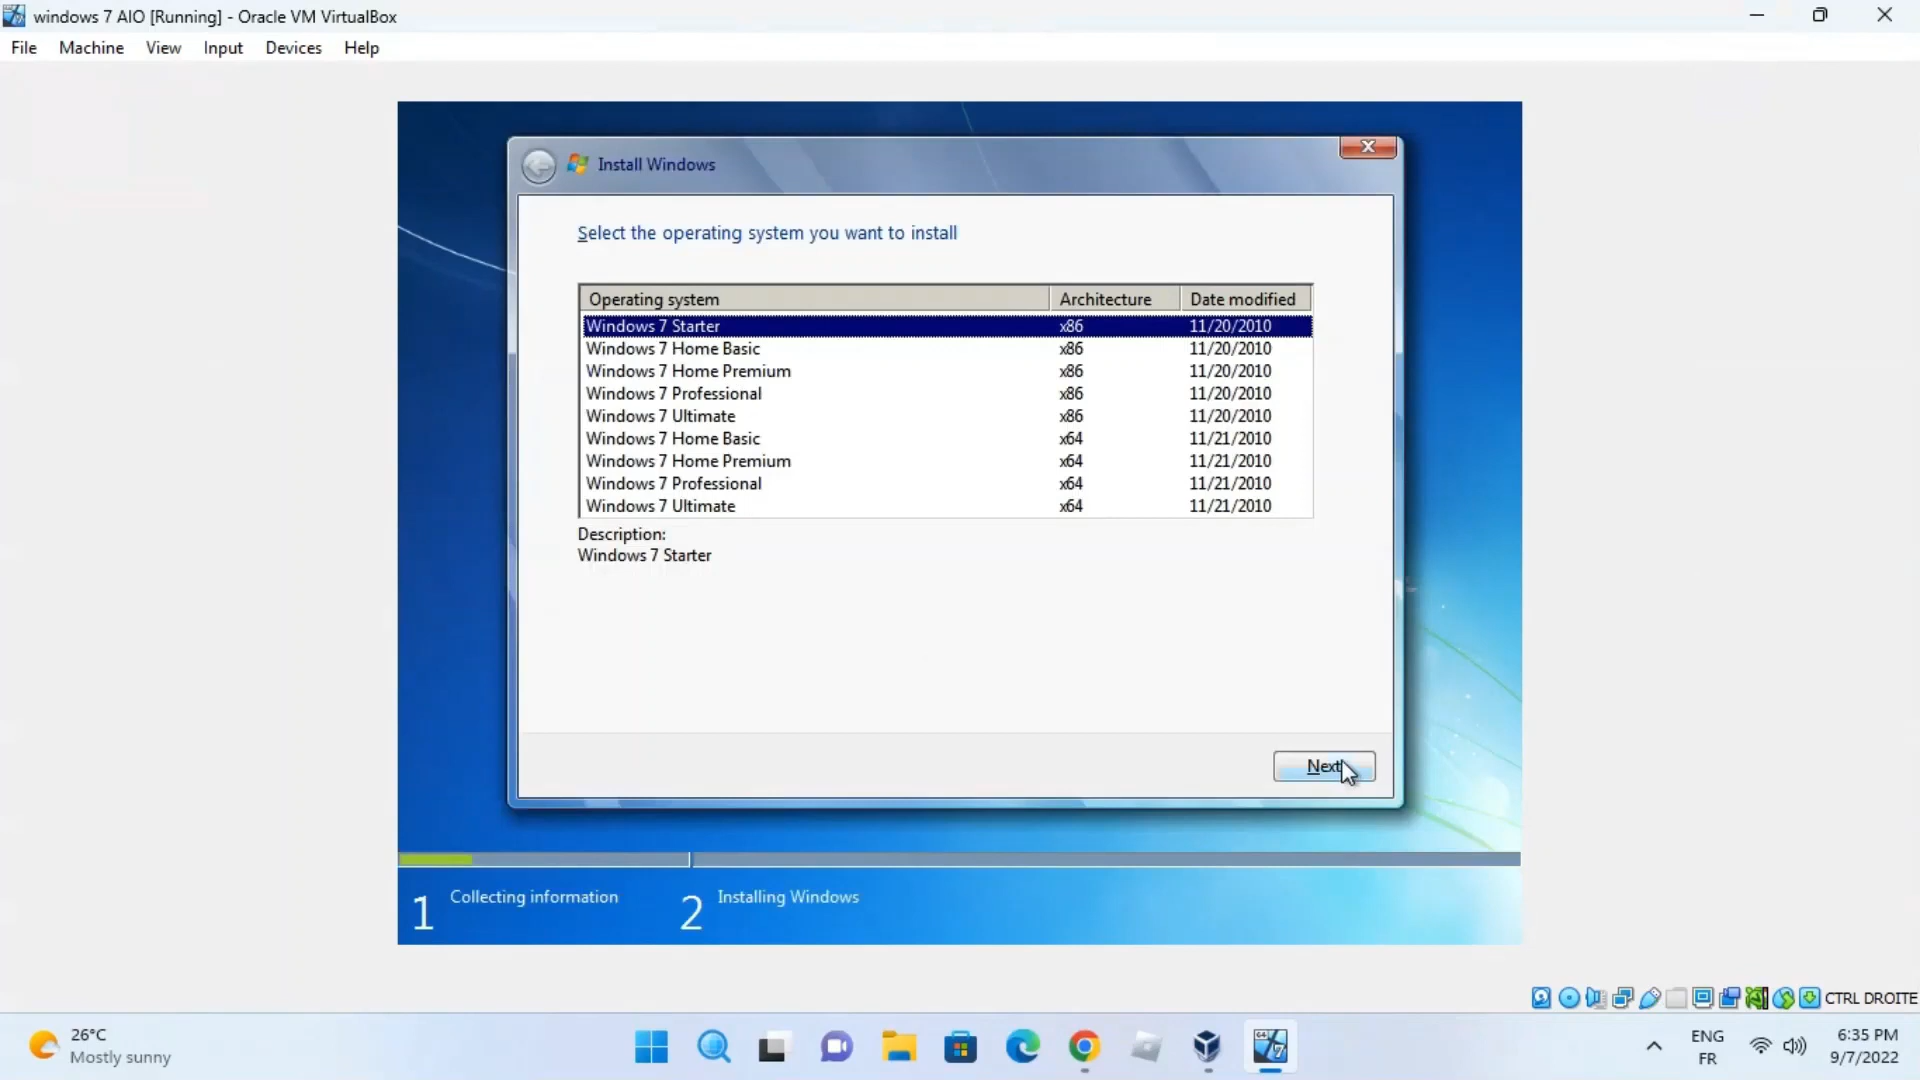 windows 7 AIO [Running] - Oracle VM VirtualBox
File Machine View Input Devices Help
Install Windows
Select the operating system you want to install
Operating system Architecture Date modified
Windows 7 Starter x86 11/20/2010
Windows 7 Home Basic x86 11/20/2010
Windows 7 Home Premium x86 11/20/2010
Windows 7 Professional x86 11/20/2010
Windows 7 Ultimate x86 11/20/2010
Windows 7 Home Basic x64 11/21/2010
Windows 7 Home Premium x64 11/21/2010
Windows 7 Professional x64 11/21/2010
Windows 7 Ultimate x64 11/21/2010
Description:
Windows 7 Starter
Next
1 Collecting information 2 Installing Windows
CTRL DROITE
26°C
Mostly sunny
ENG
FR
6:35 PM
9/7/2022